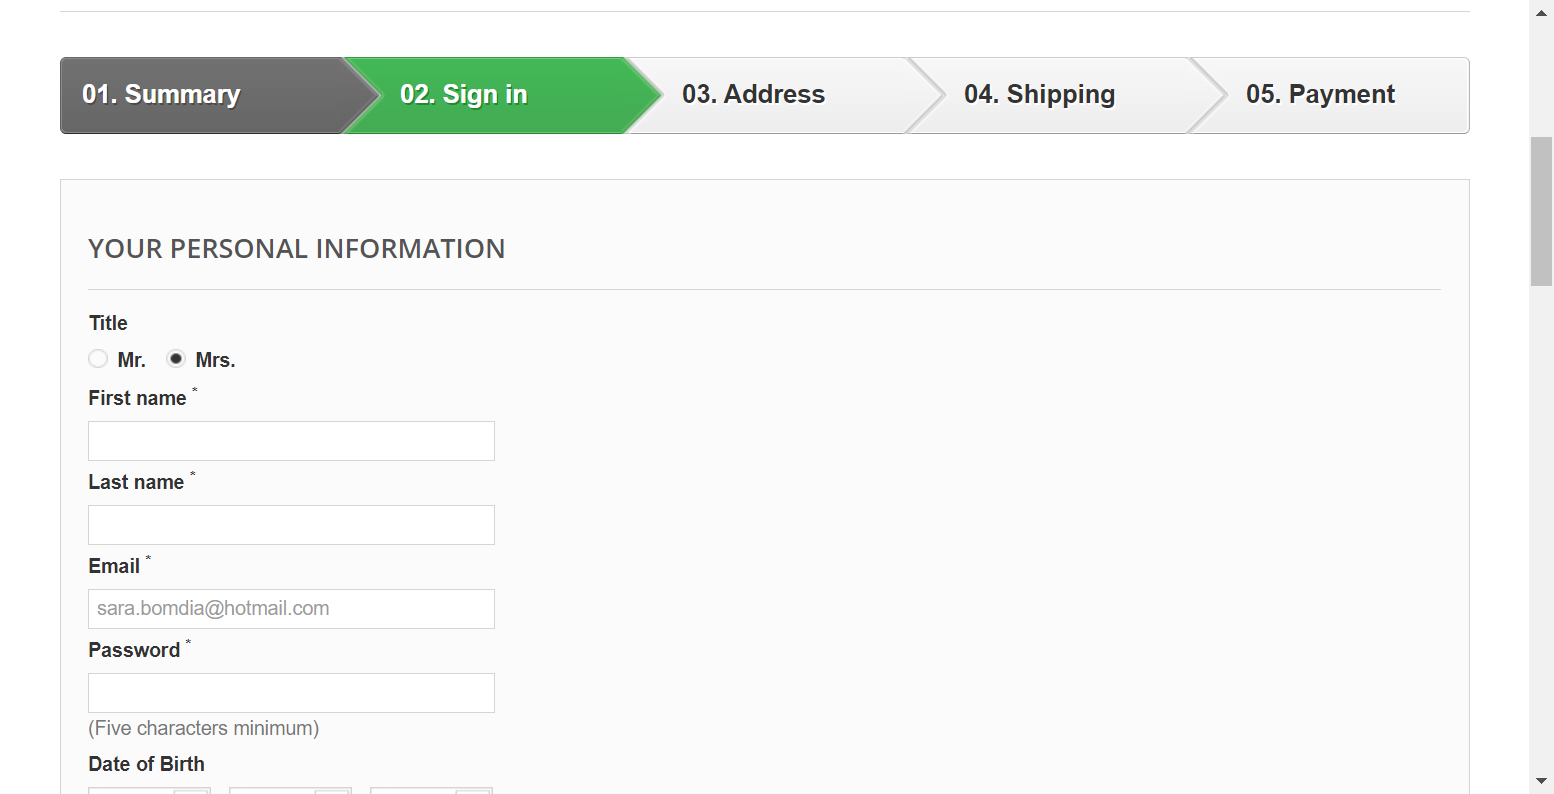 01. Summary 02. Sign in 03. Address 04. Shipping 05. Payment
YOUR PERSONAL INFORMATION
Title
Mr. Mrs.
First name *
Last name *
Email *
sara.bomdia@hotmail.com
Password *
(Five characters minimum)
Date of Birth